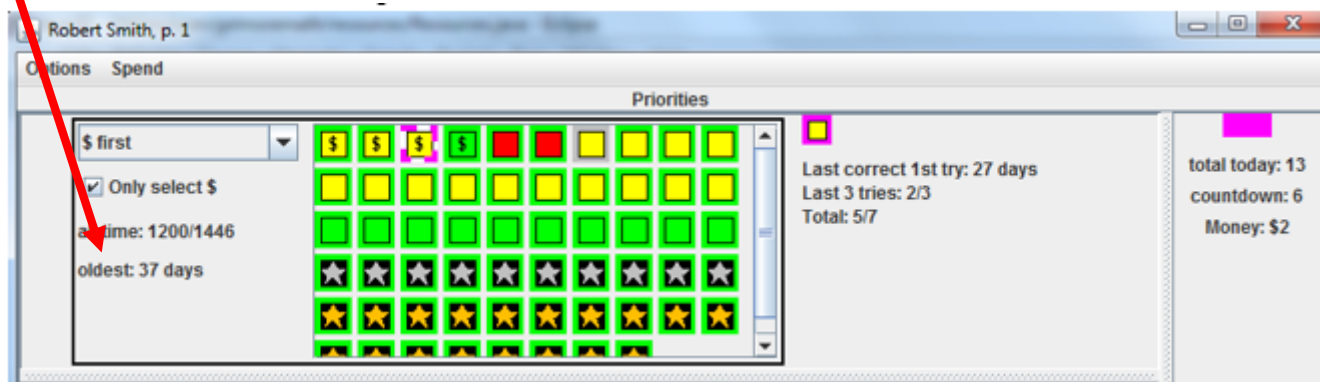 Robert Smith, p. 1
Options Spend
Priorities
$ first
$ $ $ $
Only select $
time: 1200/1446
oldest: 37 days
Last correct 1st try: 27 days
Last 3 tries: 2/3
Total: 5/7
total today: 13
countdown: 6
Money: $2